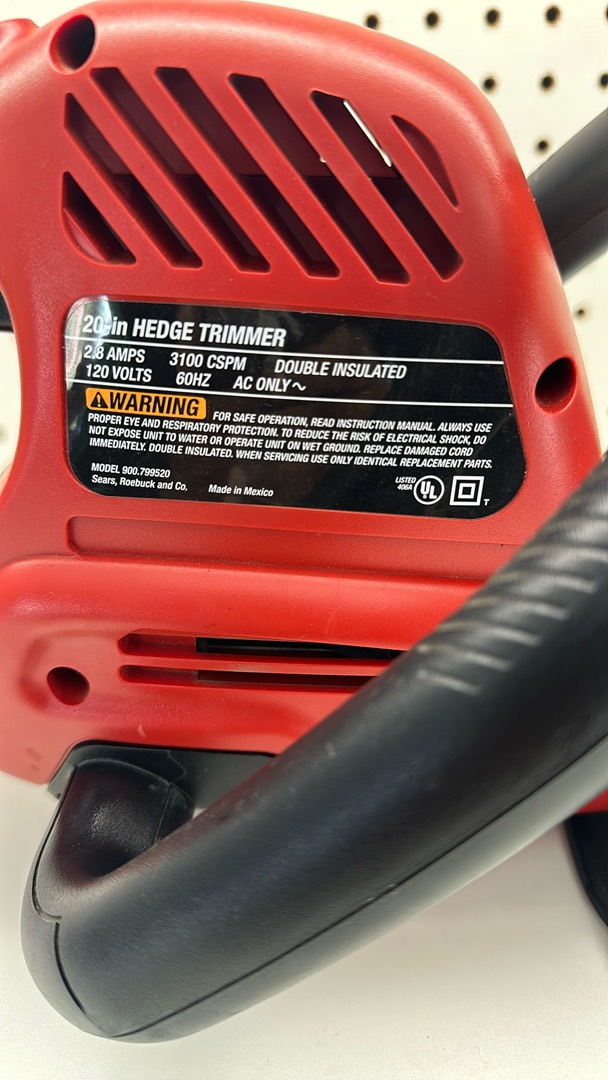 20-in HEDGE TRIMMER
2.8 AMPS 3100 CSPM DOUBLE INSULATED
120 VOLTS 60HZ AC ONLY ~
WARNING FOR SAFE OPERATION, READ INSTRUCTION MANUAL. ALWAYS USE
PROPER EYE AND RESPIRATORY PROTECTION. TO REDUCE THE RISK OF ELECTRICAL SHOCK, DO
NOT EXPOSE UNIT TO WATER OR OPERATE UNIT ON WET GROUND. REPLACE DAMAGED CORD
IMMEDIATELY. DOUBLE INSULATED. WHEN SERVICING USE ONLY IDENTICAL REPLACEMENT PARTS.
MODEL 900.799520
Sears, Roebuck and Co. Made in Mexico
LISTED
406A
UL
T